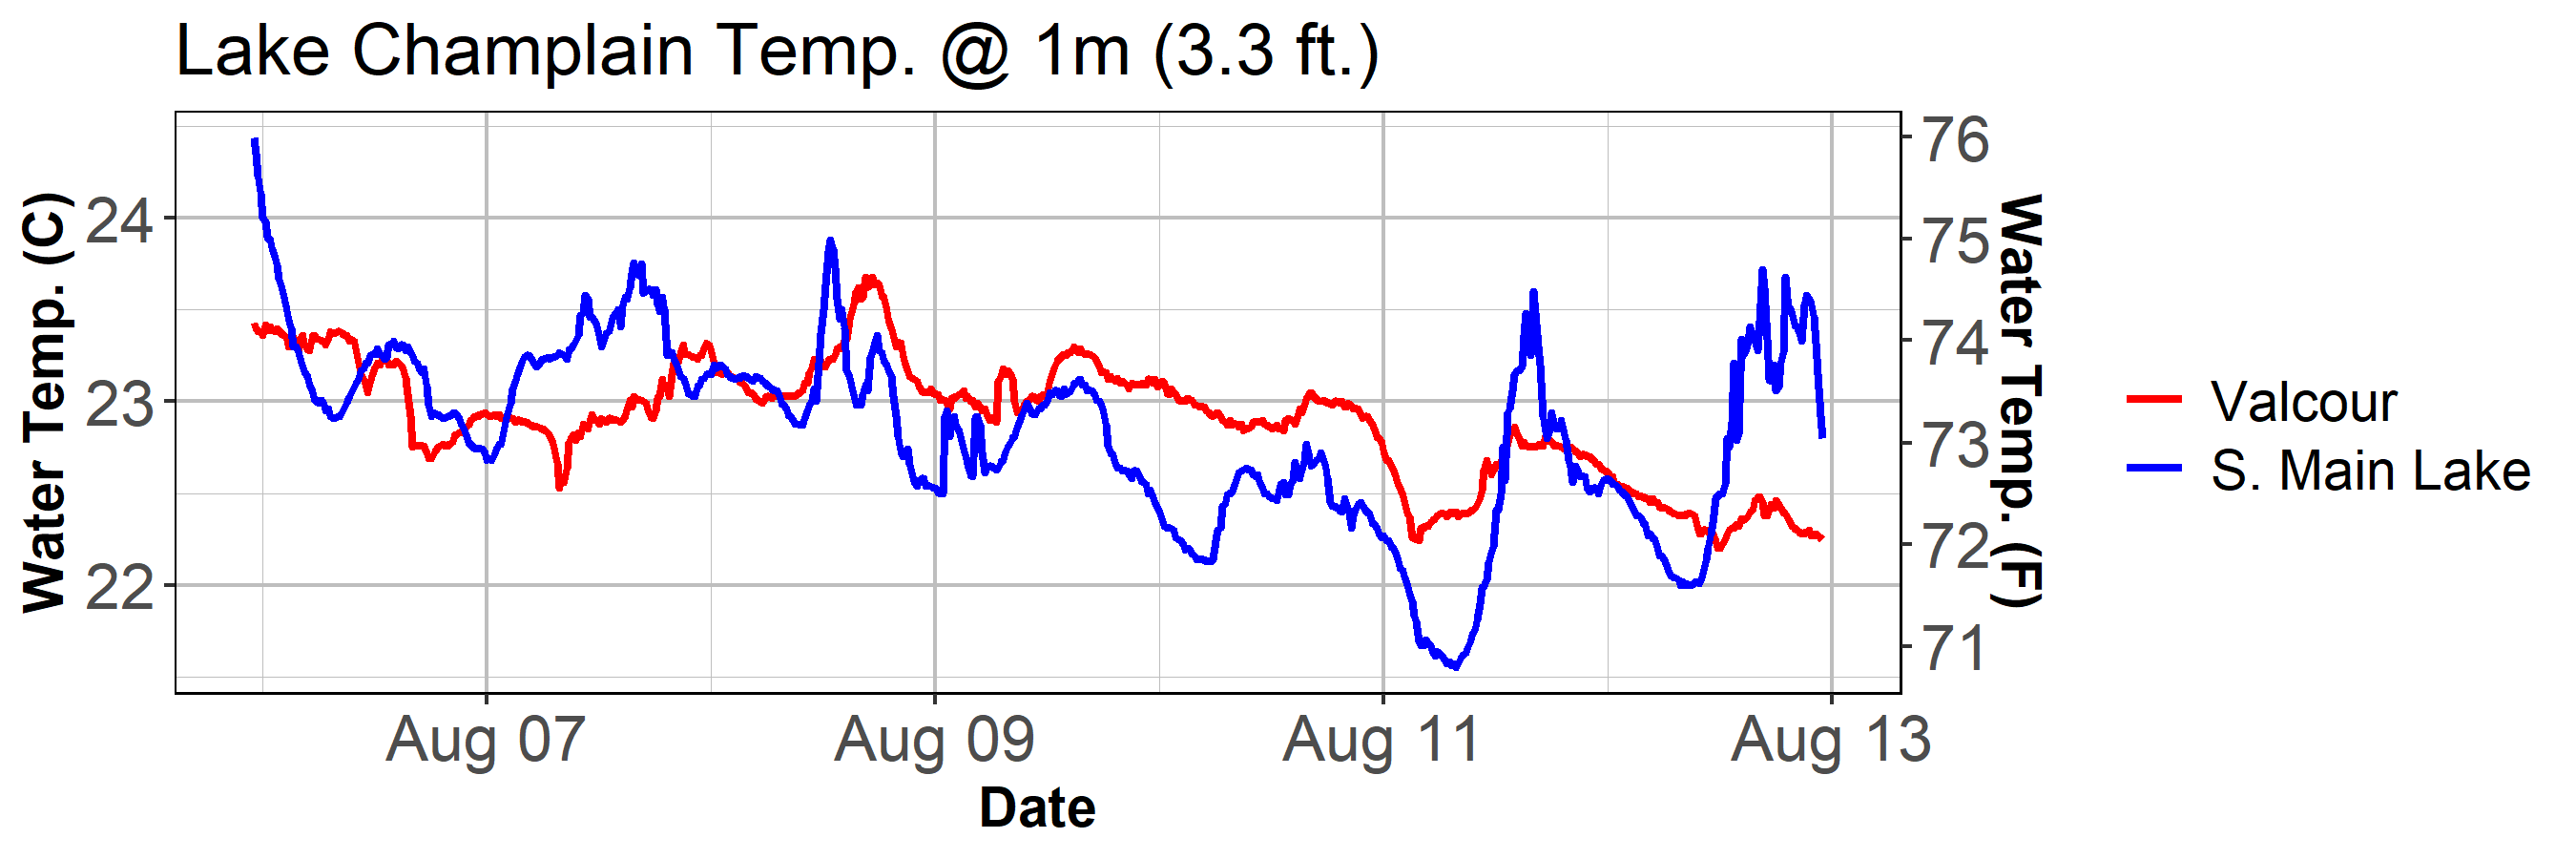 Lake Champlain Temp. @ 1m (3.3 ft.)
Water Temp. (C)
24
23
22
76
75
74
73
72
71
Water Temp. (F)
Aug 07
Aug 09
Aug 11
Aug 13
Date
Valcour
S. Main Lake